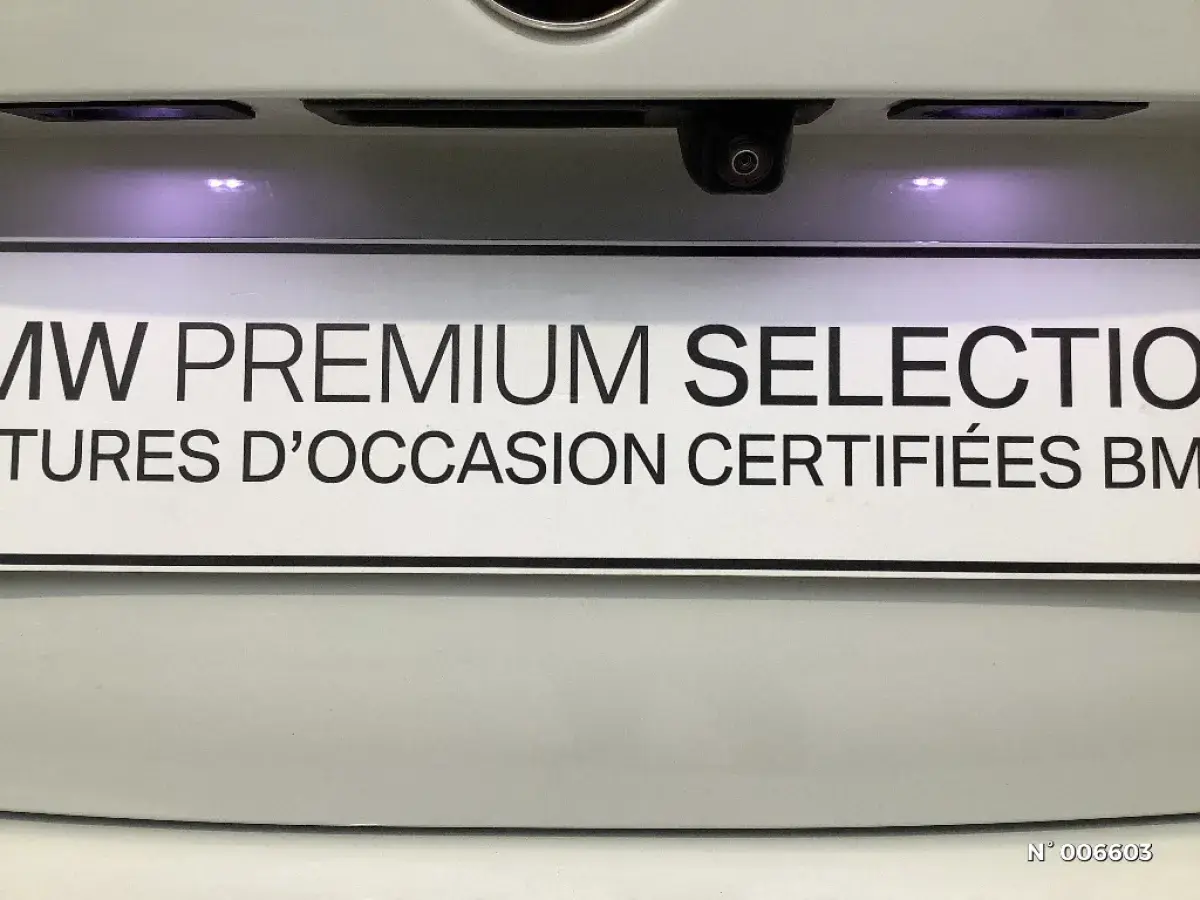 MW PREMIUM SELECTIO
TURES D'OCCASION CERTIFIÉES BM
N° 006603